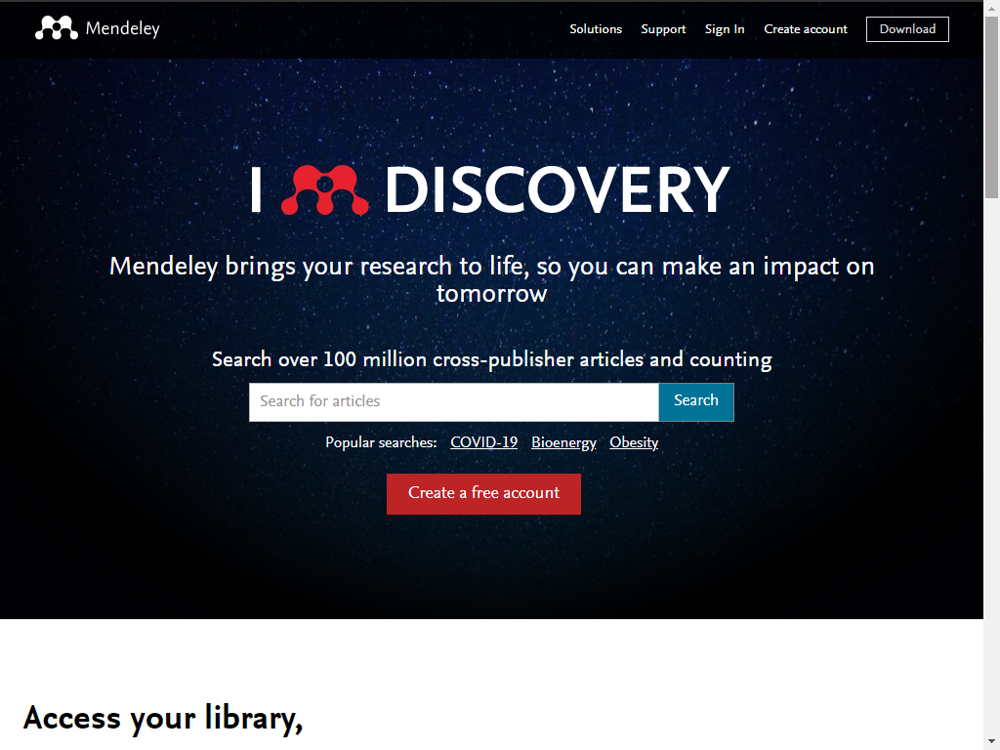 Mendeley
Solutions Support Sign In Create account Download
I DISCOVERY
Mendeley brings your research to life, so you can make an impact on
tomorrow
Search over 100 million cross-publisher articles and counting
Search for articles Search
Popular searches: COVID-19 Bioenergy Obesity
Create a free account
Access your library,